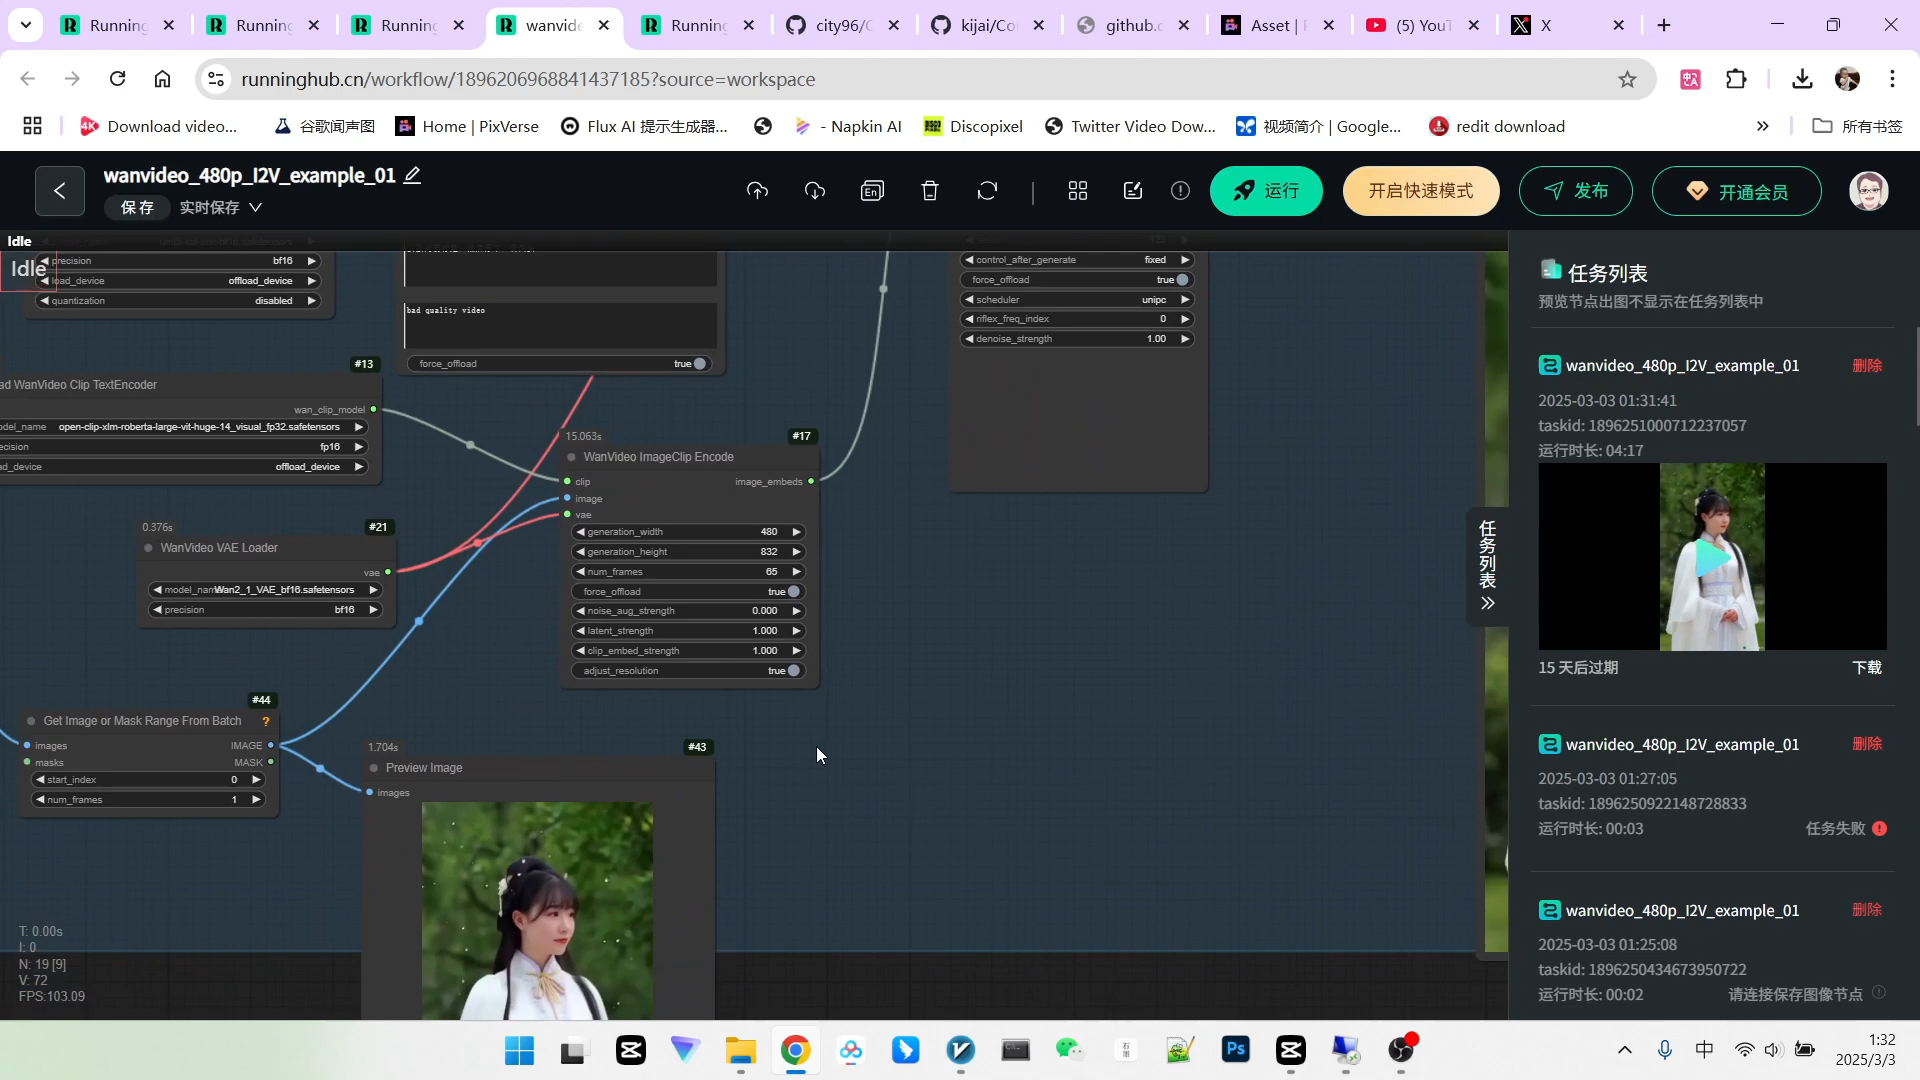 Running
Running
Running
wanvide
Running
city96/C
kijai/Co
github.c
Asset |
(5) YouT
X
runninghub.cn/workflow/1896206968841437185?source=workspace
Download video...
谷歌闻声图
Home | PixVerse
Flux AI 提示生成器...
- Napkin AI
Discopixel
Twitter Video Dow...
视频简介 | Google...
redit download
所有书签
wanvideo_480p_I2V_example_01
保存
实时保存
En
运行
开启快速模式
发布
开通会员
Idle
Idle
precision
bf16
load_device
offload_device
quantization
disabled
bad quality video
force_offload
true
control_after_generate
fixed
force_offload
true
scheduler
unipc
riflex_freq_index
0
denoise_strength
1.00
#13
ad WanVideo Clip TextEncoder
wan_clip_model
odel_name
open-clip-xlm-roberta-large-vit-huge-14_visual_fp32.safetensors
ecision
fp16
ad_device
offload_device
0.376s
#21
WanVideo VAE Loader
vae
model_nam
Wan2_1_VAE_bf16.safetensors
precision
bf16
15.063s
#17
WanVideo ImageClip Encode
clip
image_embeds
image
vae
generation_width
480
generation_height
832
num_frames
65
force_offload
true
noise_aug_strength
0.000
latent_strength
1.000
clip_embed_strength
1.000
adjust_resolution
true
#44
Get Image or Mask Range From Batch
?
images
IMAGE
masks
MASK
start_index
0
num_frames
1
1.704s
#43
Preview Image
images
T: 0.00s
I: 0
N: 19 [9]
V: 72
FPS:103.09
任务列表
任务列表
预览节点出图不显示在任务列表中
wanvideo_480p_I2V_example_01
删除
2025-03-03 01:31:41
taskid: 1896251000712237057
运行时长: 04:17
15 天后过期
下载
wanvideo_480p_I2V_example_01
删除
2025-03-03 01:27:05
taskid: 1896250922148728833
运行时长: 00:03
任务失败
wanvideo_480p_I2V_example_01
删除
2025-03-03 01:25:08
taskid: 1896250434673950722
运行时长: 00:02
请连接保存图像节点
Ps
中
1:32
2025/3/3